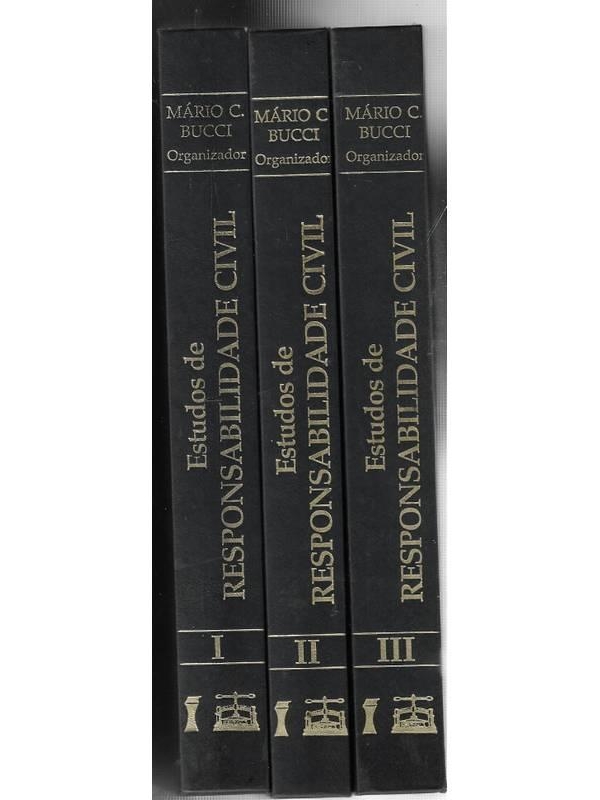 MÁRIO C.
BUCCI
Organizador
Estudos de
RESPONSABILIDADE CIVIL
I
MÁRIO C
BUCCI
Organizador
Estudos de
RESPONSABILIDADE CIVIL
II
MÁRIO C.
BUCCI
Organizador
Estudos de
RESPONSABILIDADE CIVIL
III